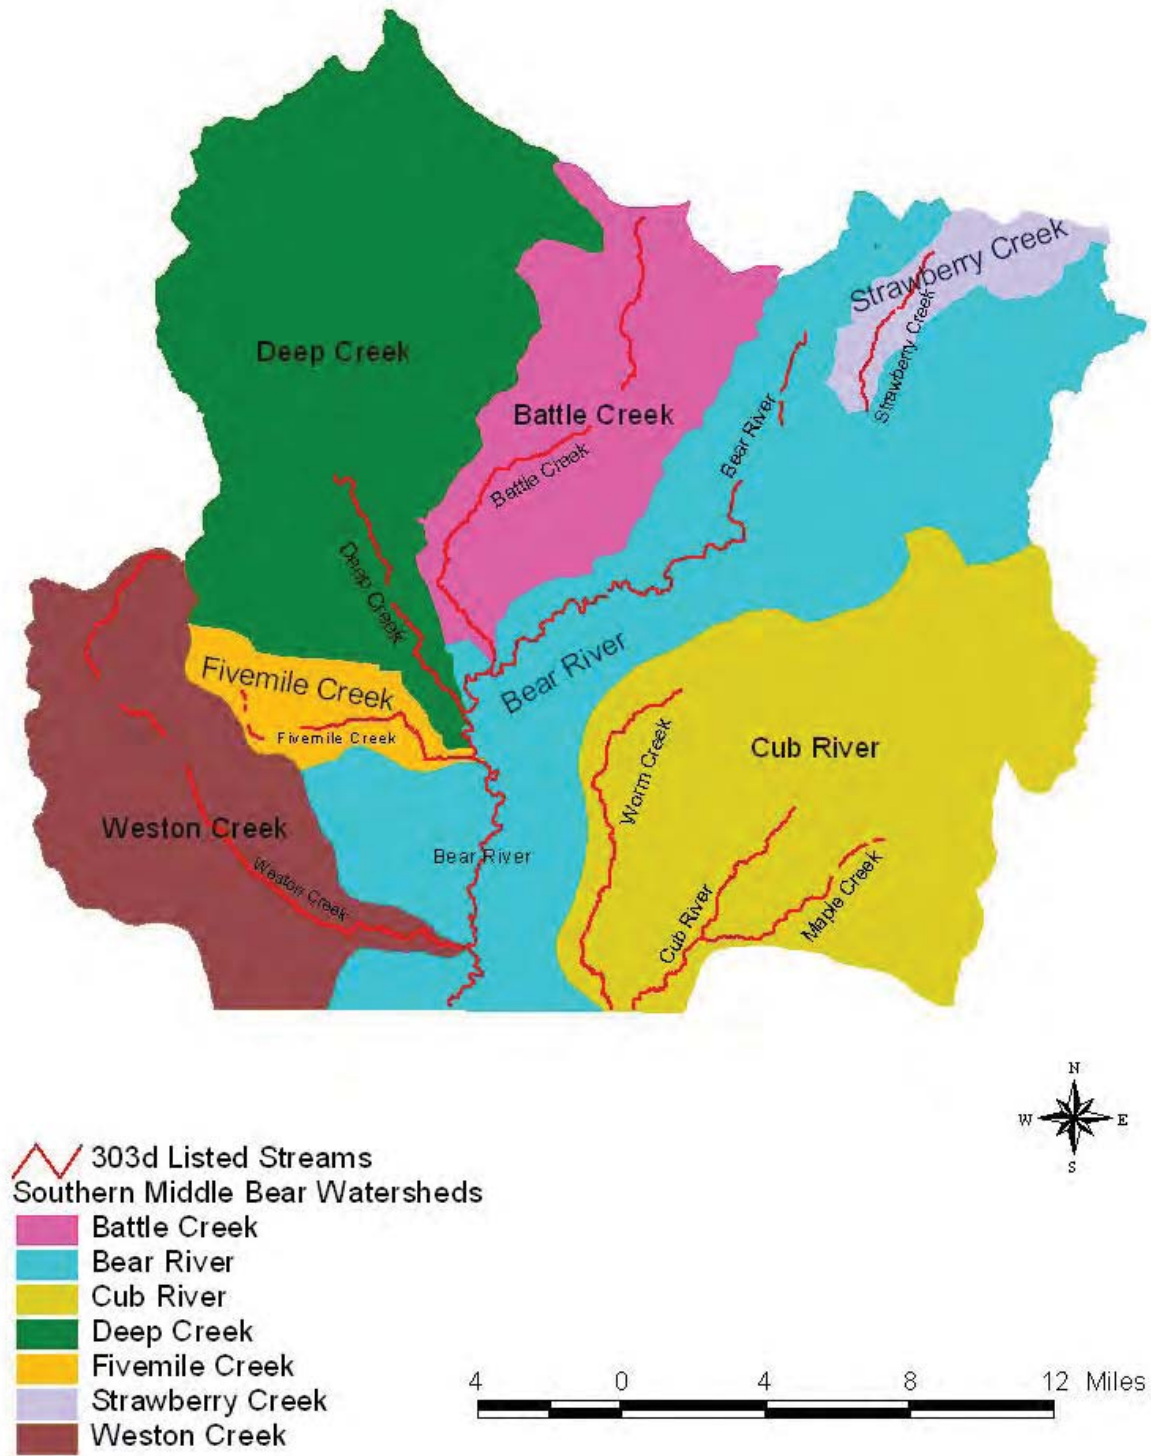 Strawberry Creek
Strawberry Creek
Deep Creek
Battle Creek
Battle Creek
Bear River
Deep Creek
Bear River
Fivemile Creek
Fivemile Creek
Worm Creek
Cub River
Weston Creek
Weston Creek
Bear River
Cub River
Maple Creek
N
W E
S
303d Listed Streams
Southern Middle Bear Watersheds
Battle Creek
Bear River
Cub River
Deep Creek
Fivemile Creek
Strawberry Creek
Weston Creek
4 0 4 8 12 Miles